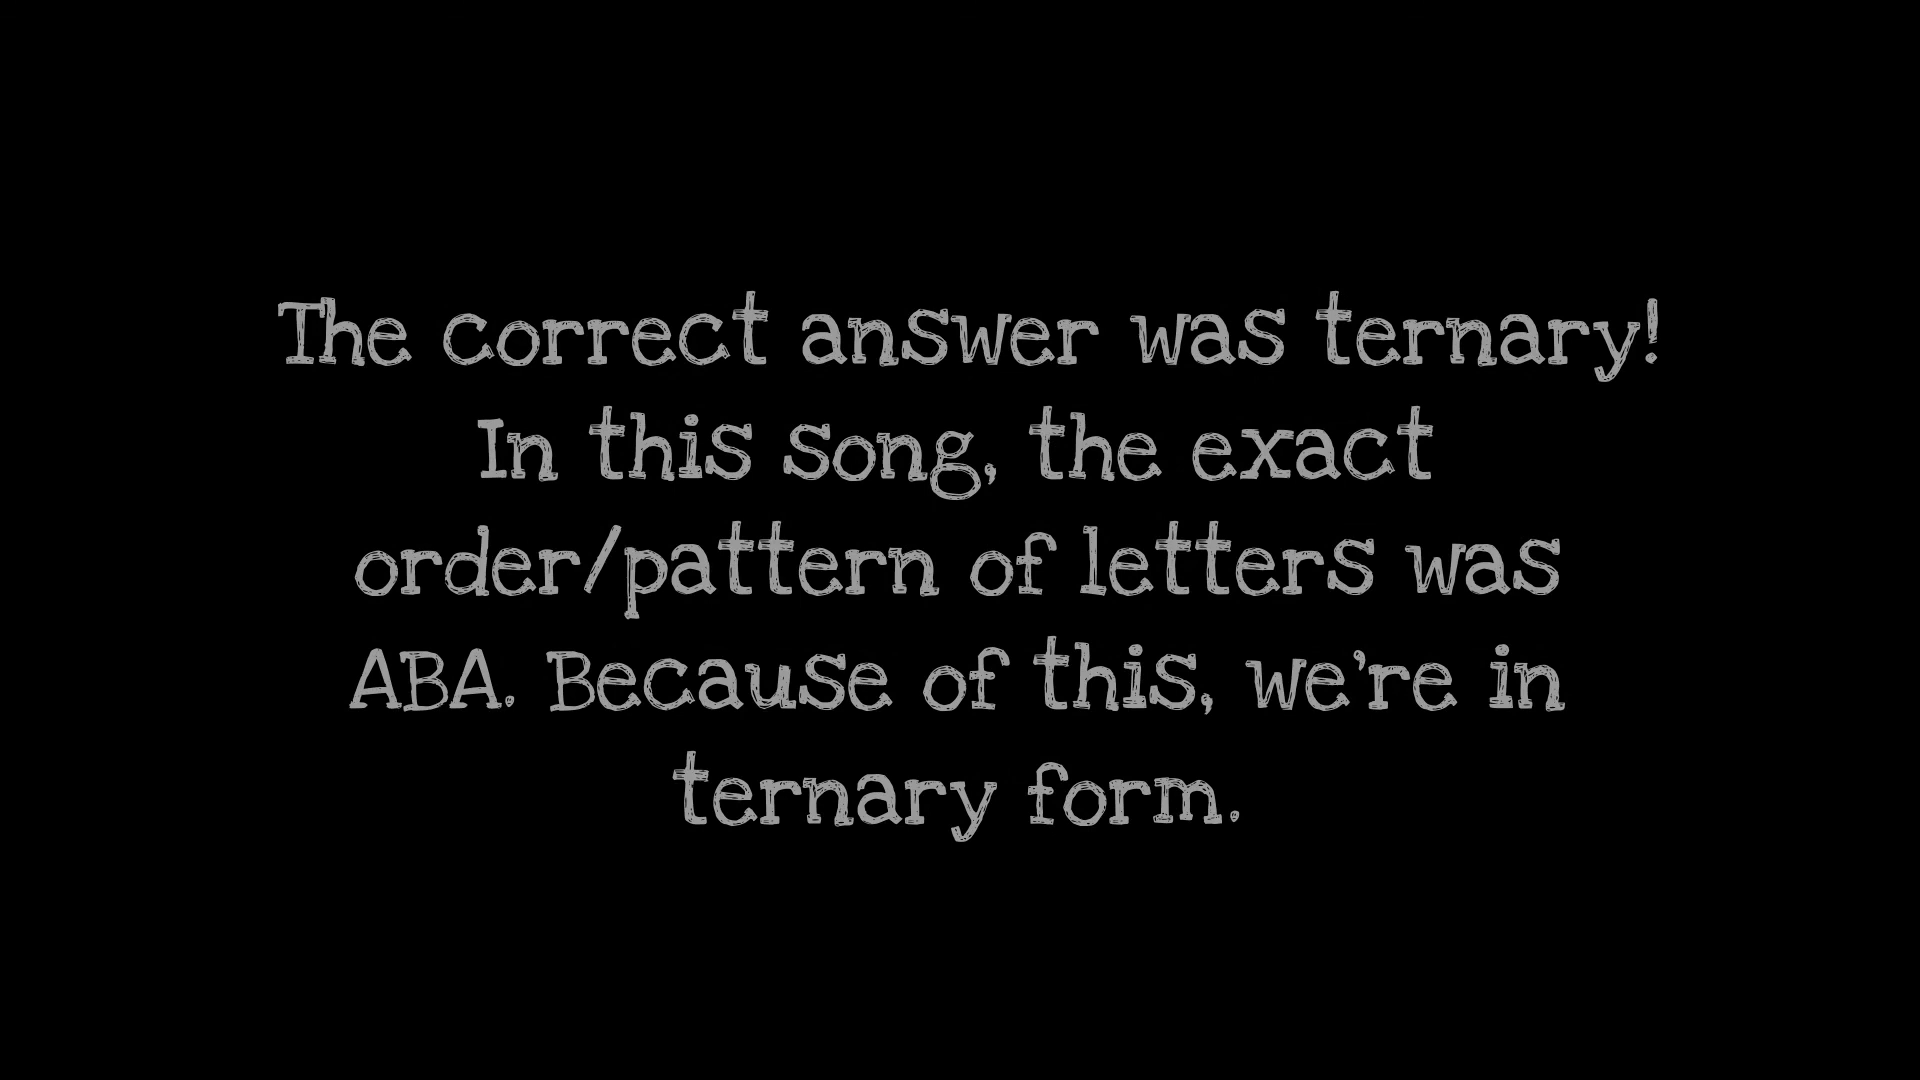 The correct answer was ternary!
In this song, the exact
order/pattern of letters was
ABA. Because of this, we're in
ternary form.